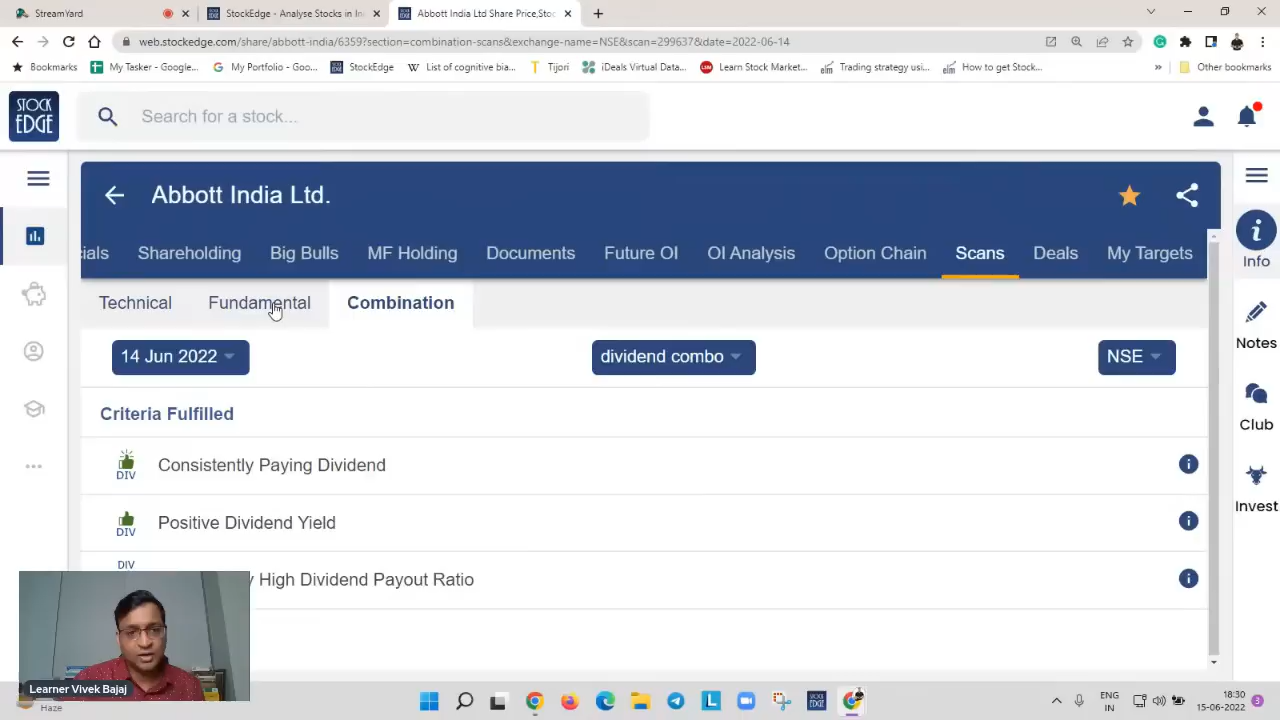 StreamYard
StockEdge - Analyse Stocks in In
Abbott India Ltd Share Price,Stoc
web.stockedge.com/share/abbott-india/6359?section=combination-scans&exchange-name=NSE&scan=299637&date=2022-06-14
Bookmarks
My Tasker - Google...
My Portfolio - Goo...
StockEdge
List of cognitive bia...
Tijori
iDeals Virtual Data...
Learn Stock Market...
Trading strategy usi...
How to get Stock...
Other bookmarks
STOCK
EDGE
Search for a stock...
Abbott India Ltd.
cials Shareholding Big Bulls MF Holding Documents Future OI OI Analysis Option Chain Scans Deals My Targets
Technical Fundamental Combination
14 Jun 2022 dividend combo NSE
Criteria Fulfilled
DIV Consistently Paying Dividend
DIV Positive Dividend Yield
DIV
High Dividend Payout Ratio
Info
Notes
Club
Invest
Learner Vivek Bajaj
Haze
ENG
IN
18:30
15-06-2022
3